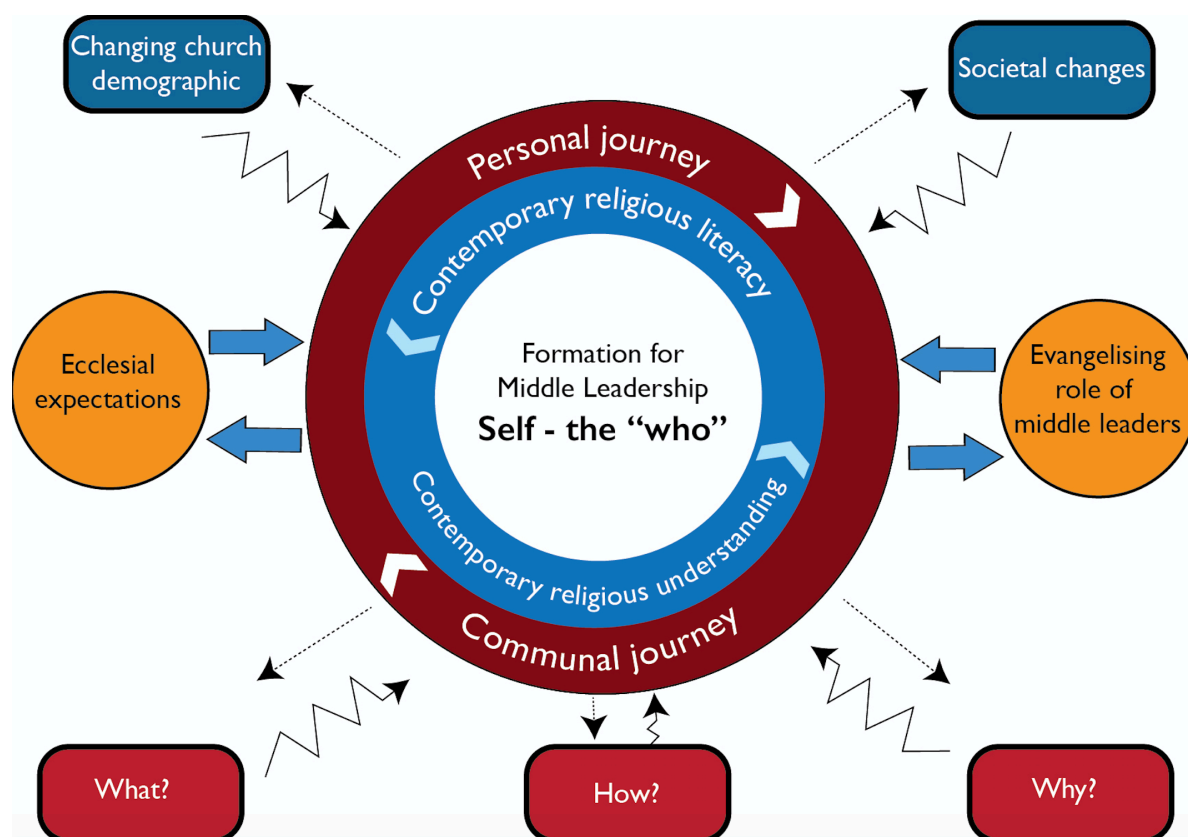 Changing church
demographic
Societal changes
Personal journey
Contemporary religious literacy
Formation for
Middle Leadership
Self - the “who”
Ecclesial
expectations
Evangelising
role of
middle leaders
Contemporary religious understanding
Communal journey
What?
How?
Why?